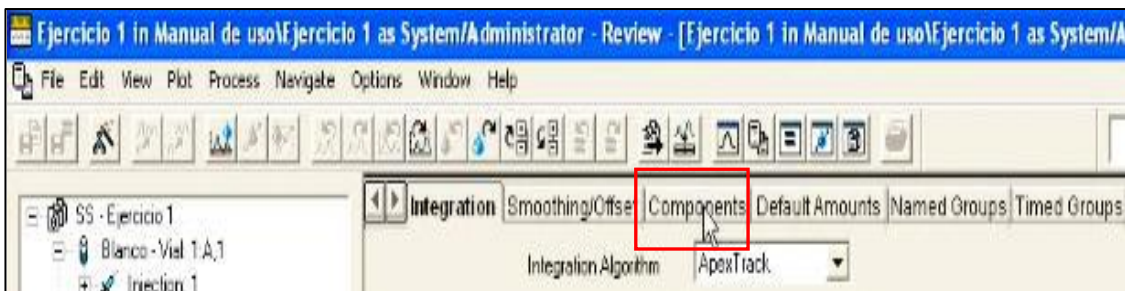 Ejercicio 1 in Manual de uso\Ejercicio 1 as System/Administrator - Review - [Ejercicio 1 in Manual de uso\Ejercicio 1 as System/A
File Edit View Plot Process Navigate Options Window Help
Integration Smoothing/Offset Components Default Amounts Named Groups Timed Groups
SS - Ejercicio 1
Blanco - Vial 1:A,1
Integration Algorithm ApexTrack
Injection 1